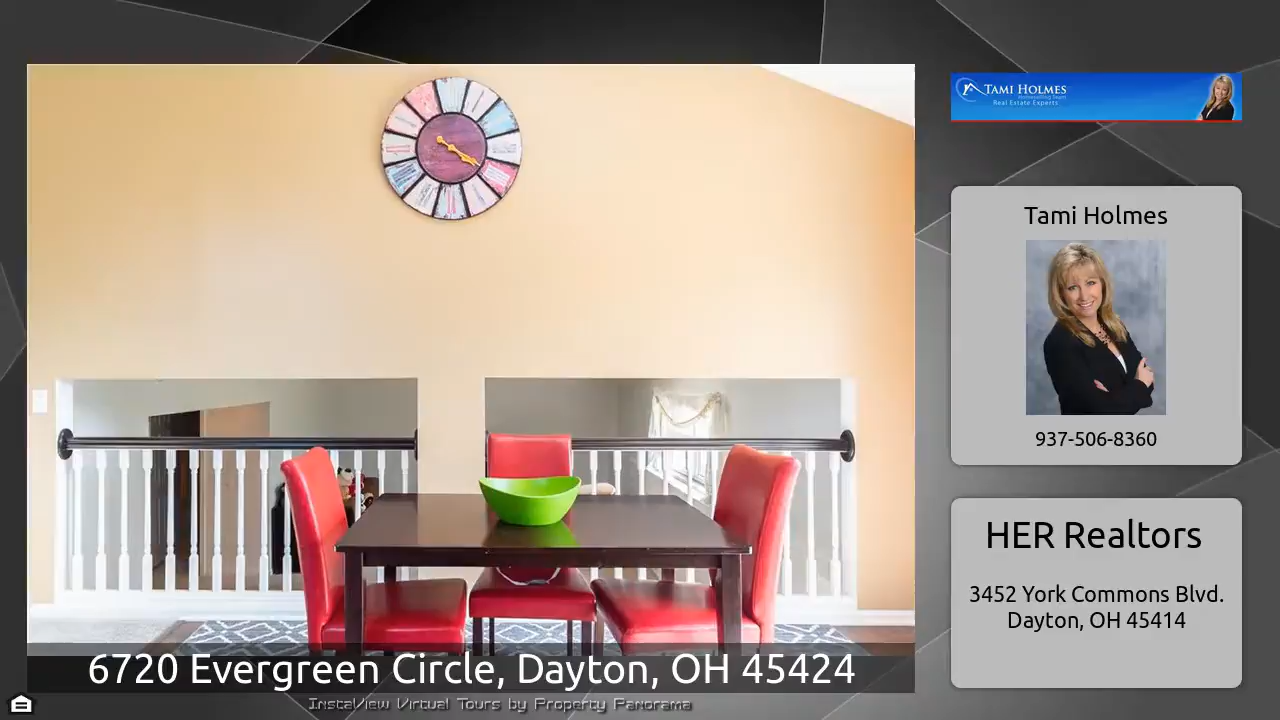 TAMI HOLMES
Real Estate Experts
Tami Holmes
937-506-8360
HER Realtors
3452 York Commons Blvd.
Dayton, OH 45414
6720 Evergreen Circle, Dayton, OH 45424
InstaView Virtual Tours by Property Panorama